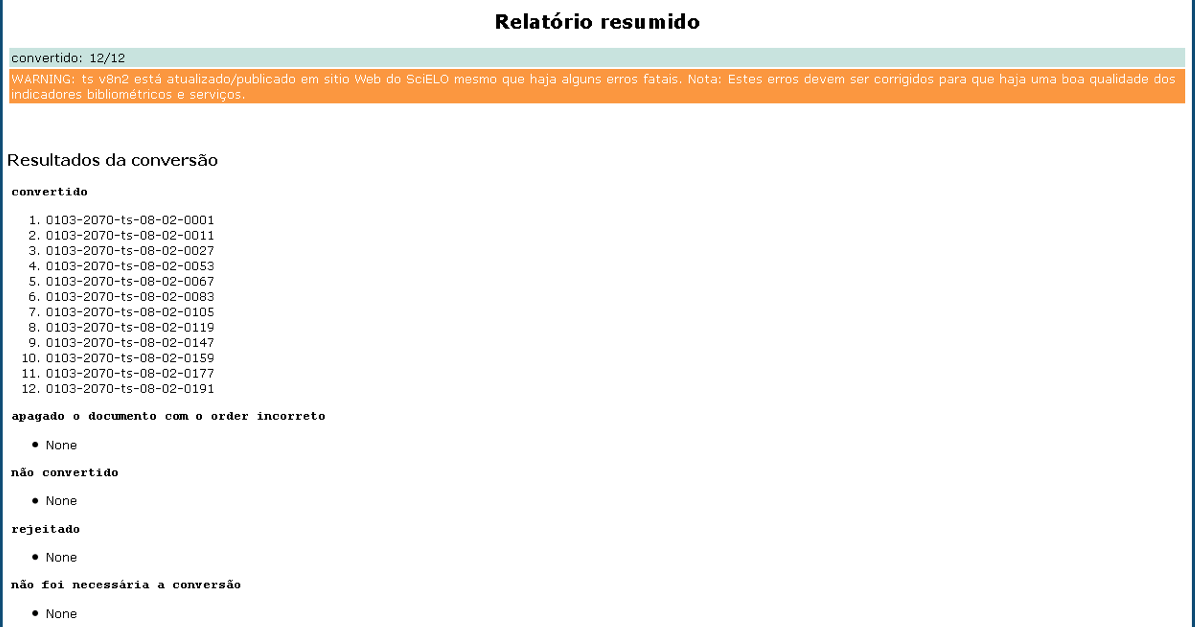 Relatório resumido
convertido: 12/12
WARNING: ts v8n2 está atualizado/publicado em sitio Web do SciELO mesmo que haja alguns erros fatais. Nota: Estes erros devem ser corrigidos para que haja uma boa qualidade dos
indicadores bibliométricos e serviços.
Resultados da conversão
convertido
1. 0103-2070-ts-08-02-0001
2. 0103-2070-ts-08-02-0011
3. 0103-2070-ts-08-02-0027
4. 0103-2070-ts-08-02-0053
5. 0103-2070-ts-08-02-0067
6. 0103-2070-ts-08-02-0083
7. 0103-2070-ts-08-02-0105
8. 0103-2070-ts-08-02-0119
9. 0103-2070-ts-08-02-0147
10. 0103-2070-ts-08-02-0159
11. 0103-2070-ts-08-02-0177
12. 0103-2070-ts-08-02-0191
apagado o documento com o order incorreto
• None
não convertido
• None
rejeitado
• None
não foi necessária a conversão
• None